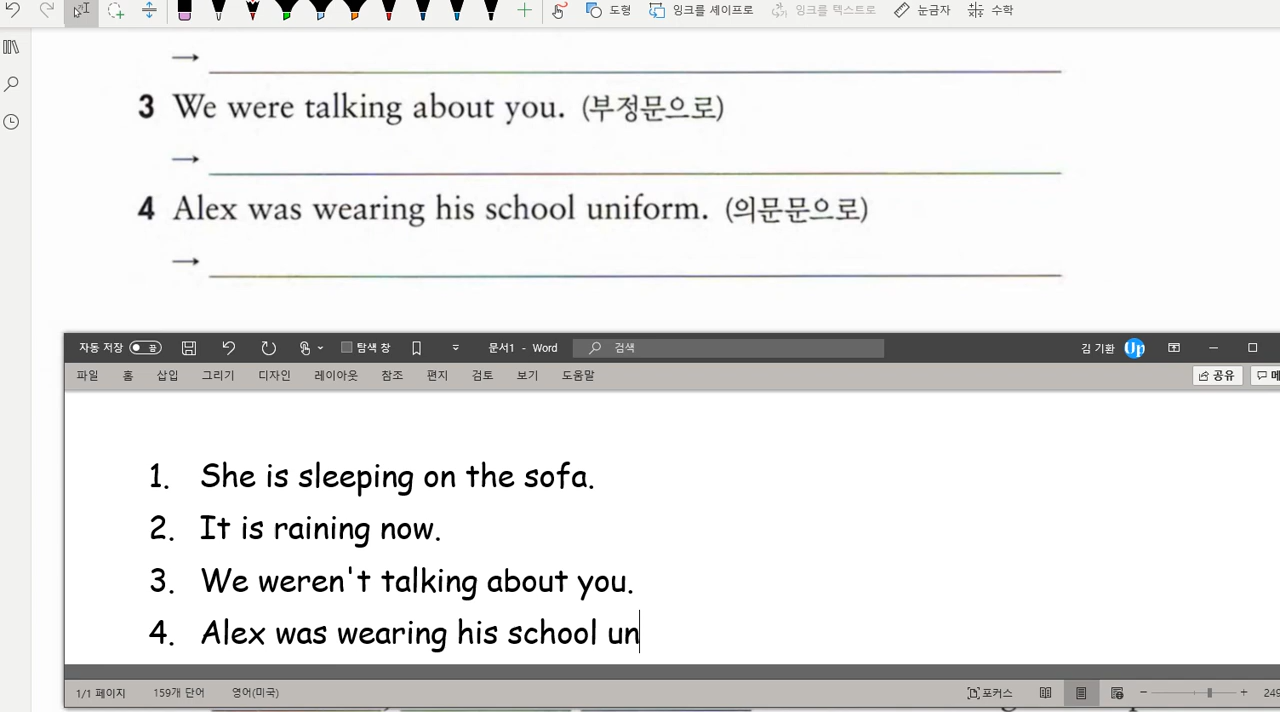 도형 잉크를 셰이프로 잉크를 텍스트로 눈금자 수학
→
3 We were talking about you. (부정문으로)
→
4 Alex was wearing his school uniform. (의문문으로)
→
자동 저장 끔 탐색 창 문서1 - Word 검색 김 기환 Up
파일 홈 삽입 그리기 디자인 레이아웃 참조 편지 검토 보기 도움말 공유 메
1. She is sleeping on the sofa.
2. It is raining now.
3. We weren't talking about you.
4. Alex was wearing his school un
1/1 페이지 159개 단어 영어(미국) 포커스 249